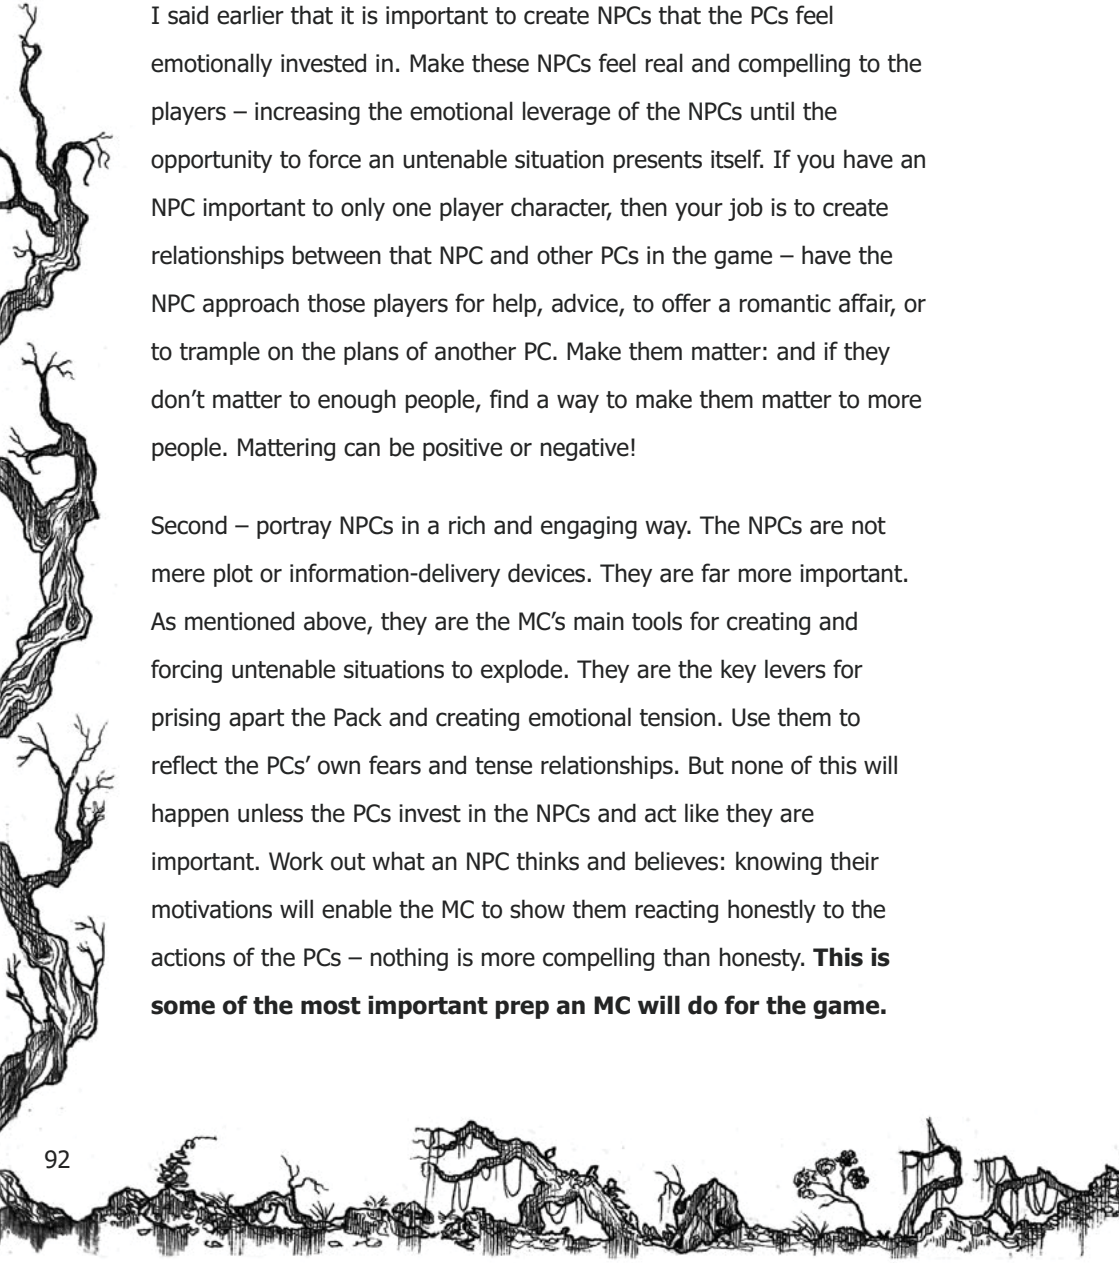 I said earlier that it is important to create NPCs that the PCs feel
emotionally invested in. Make these NPCs feel real and compelling to the
players – increasing the emotional leverage of the NPCs until the
opportunity to force an untenable situation presents itself. If you have an
NPC important to only one player character, then your job is to create
relationships between that NPC and other PCs in the game – have the
NPC approach those players for help, advice, to offer a romantic affair, or
to trample on the plans of another PC. Make them matter: and if they
don’t matter to enough people, find a way to make them matter to more
people. Mattering can be positive or negative!
Second – portray NPCs in a rich and engaging way. The NPCs are not
mere plot or information-delivery devices. They are far more important.
As mentioned above, they are the MC’s main tools for creating and
forcing untenable situations to explode. They are the key levers for
prising apart the Pack and creating emotional tension. Use them to
reflect the PCs’ own fears and tense relationships. But none of this will
happen unless the PCs invest in the NPCs and act like they are
important. Work out what an NPC thinks and believes: knowing their
motivations will enable the MC to show them reacting honestly to the
actions of the PCs – nothing is more compelling than honesty. This is
some of the most important prep an MC will do for the game.
92